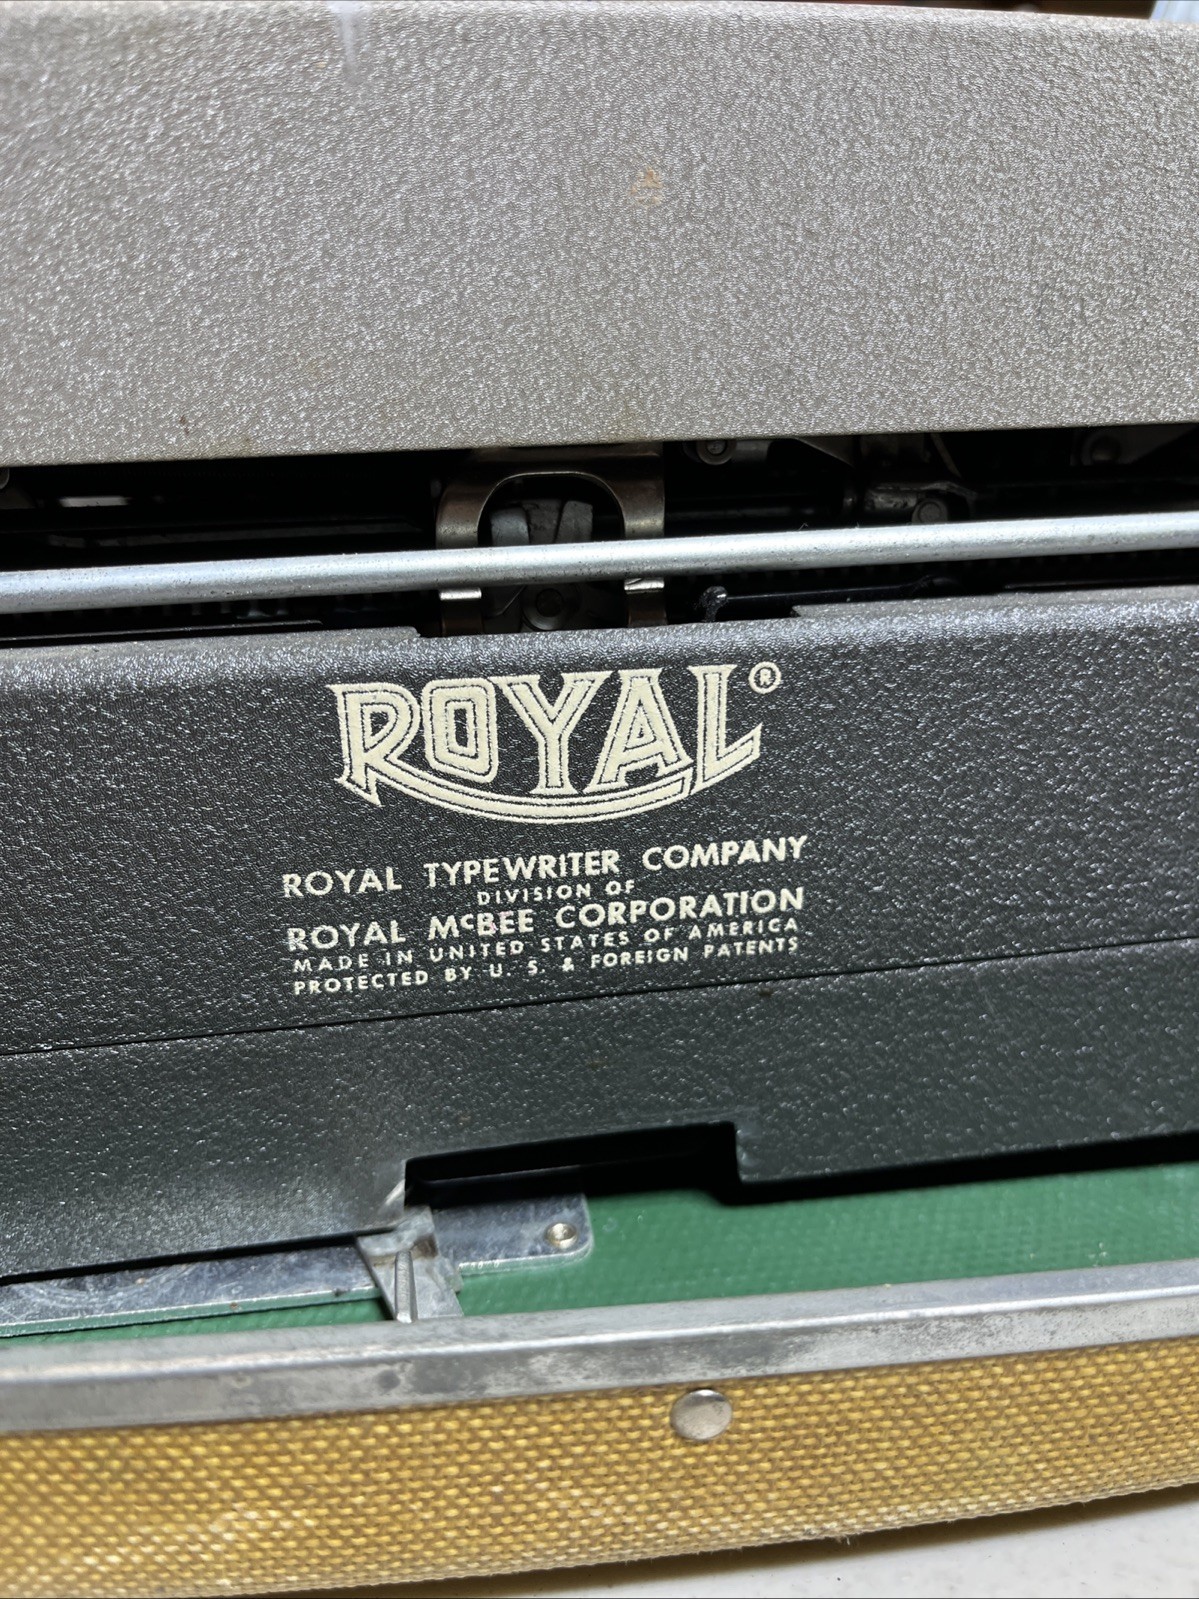 ROYAL®
ROYAL TYPEWRITER COMPANY
DIVISION OF
ROYAL McBEE CORPORATION
MADE IN UNITED STATES OF AMERICA
PROTECTED BY U. S. & FOREIGN PATENTS